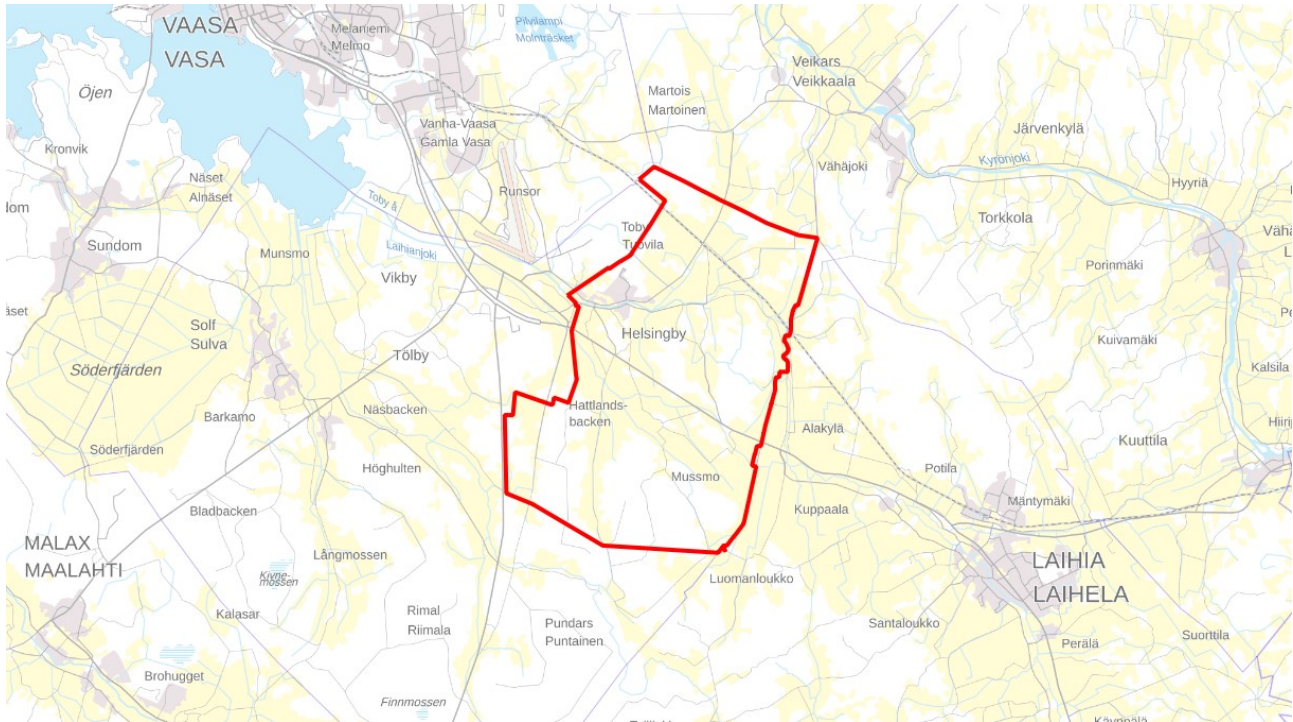 VAASA
VASA
Melaniemi
Melmo
Pilvilampi
Molnträsket
Öjen
Kronvik
Vanha-Vaasa
Gamla Vasa
Martois
Martoinen
Veikars
Veikkaala
Järvenkylä
Vähäjoki
Kyrönjoki
Hyyriä
Näset
Alnäset
Toby å
Runsor
Laihianjoki
Toby
Tuovila
Torkkola
Sundom
Munsmo
Vikby
Porinmäki
Solf
Sulva
Helsingby
Kuivamäki
Söderfjärden
Tölby
Kalsila
Barkamo
Näsbacken
Hattlands-
backen
Söderfjärden
Höghulten
Alakylä
Kuuttila
Mussmo
Potila
Mäntymäki
Bladbacken
Kuppaala
MALAX
MAALAHTI
Långmossen
LAIHIA
LAIHELA
Kivne-
mossen
Luomanloukko
Kalasar
Rimal
Riimala
Pundars
Puntainen
Santaloukko
Perälä
Suorttila
Brohugget
Finnmossen